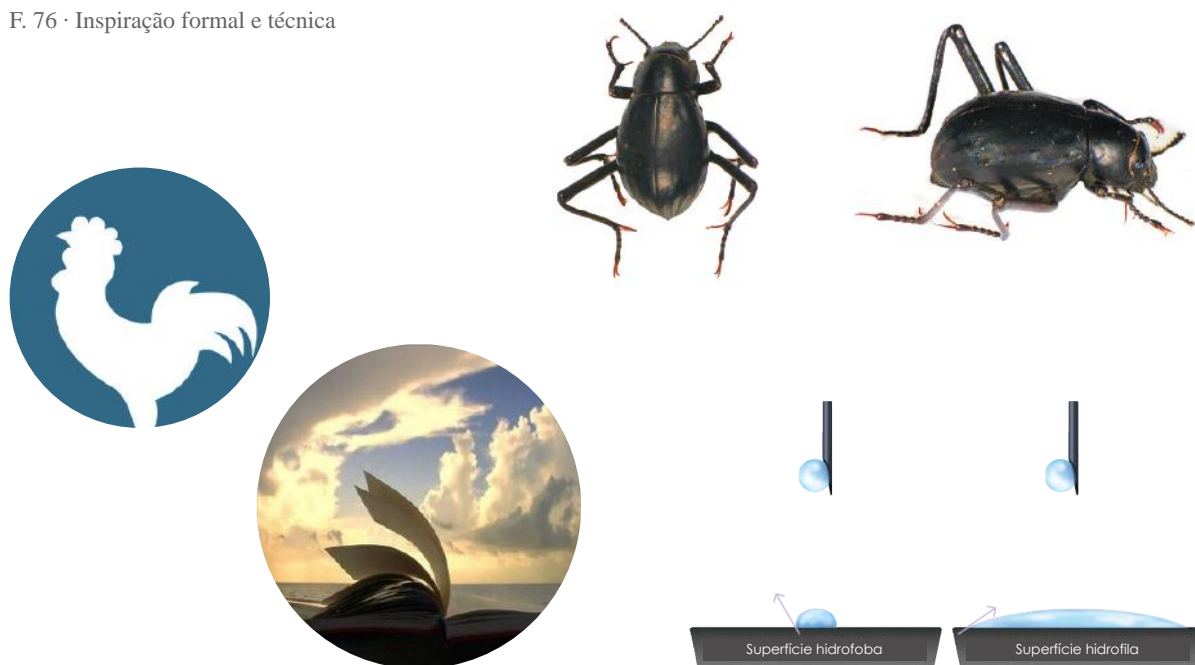 F. 76 · Inspiração formal e técnica
Superfície hidrofoba
Superfície hidrofila